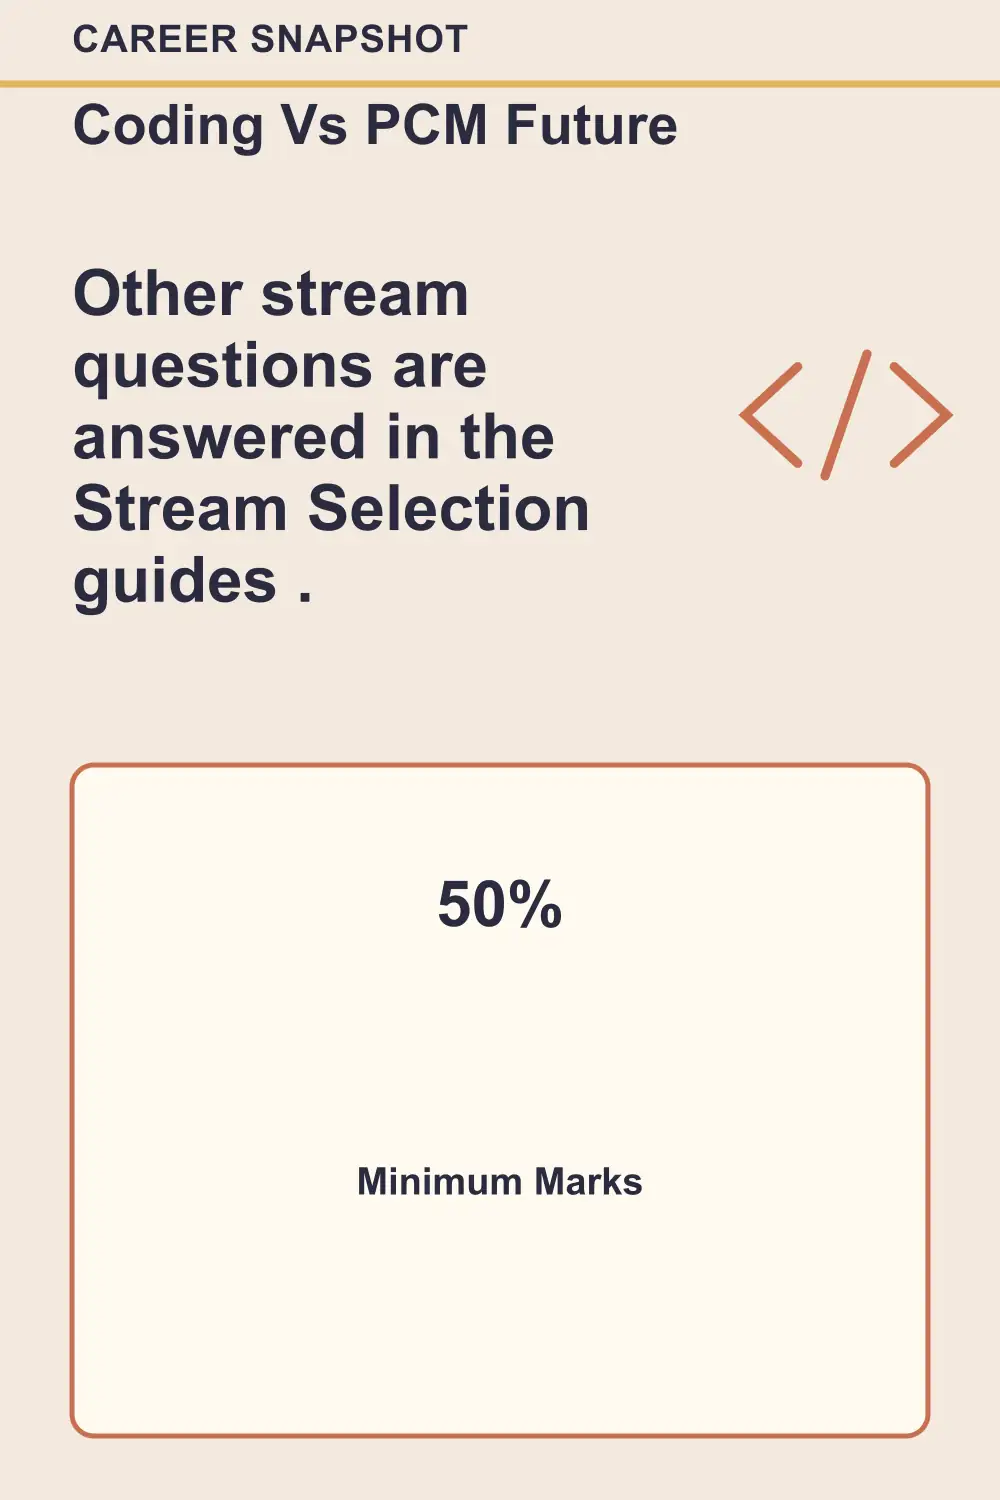 CAREER SNAPSHOT
Coding Vs PCM Future
Other stream
questions are
answered in the
Stream Selection
guides .
</>
50%
Minimum Marks